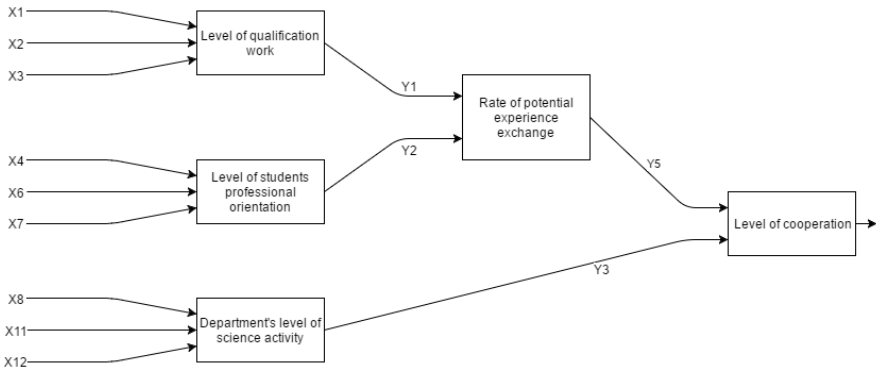 X1
X2
X3
Level of qualification
work
Y1
Rate of potential
experience
exchange
X4
X6
X7
Level of students
professional
orientation
Y2
Y5
Level of cooperation
X8
X11
X12
Department's level of
science activity
Y3